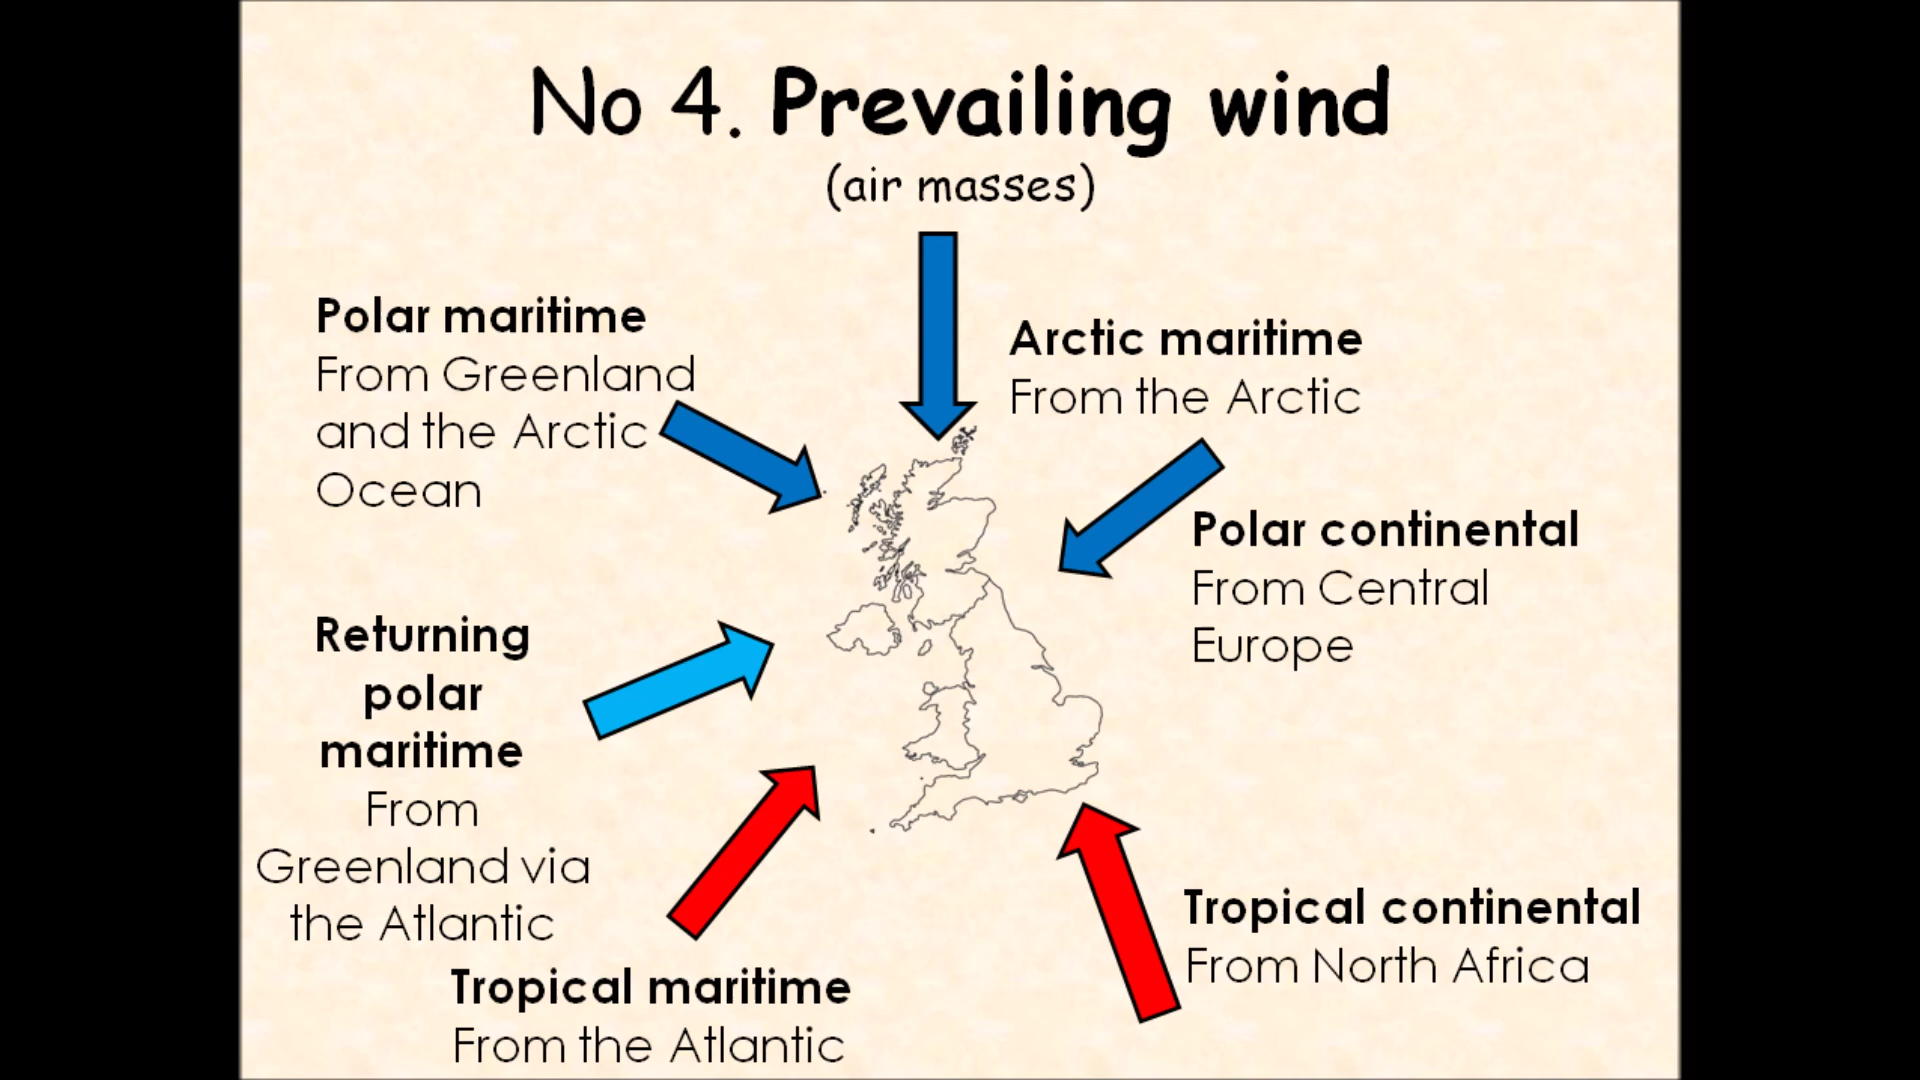 No 4. Prevailing wind
(air masses)
Polar maritime
From Greenland
and the Arctic
Ocean
Arctic maritime
From the Arctic
Polar continental
From Central
Europe
Returning
polar
maritime
From
Greenland via
the Atlantic
Tropical maritime
From the Atlantic
Tropical continental
From North Africa